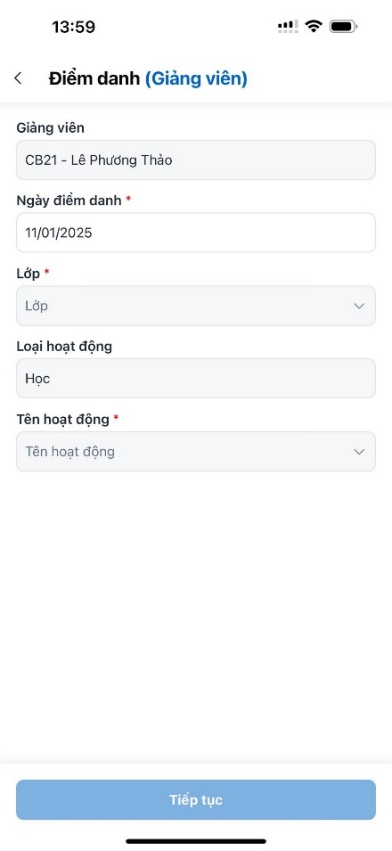 13:59
Điểm danh (Giảng viên)
Giảng viên
CB21 - Lê Phương Thảo
Ngày điểm danh *
11/01/2025
Lớp *
Lớp
Loại hoạt động
Học
Tên hoạt động *
Tên hoạt động
Tiếp tục